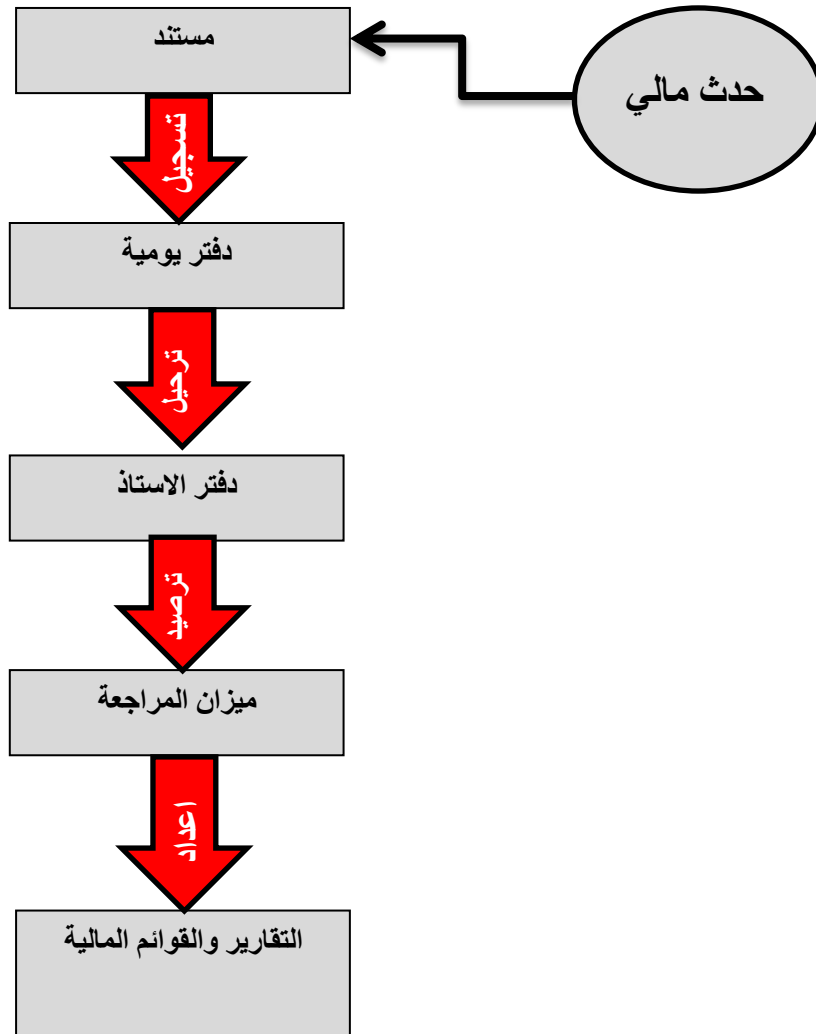 مستند
حدث مالي
تسجيل
دفتر يومية
ترحيل
دفتر الاستاذ
ترصيد
ميزان المراجعة
اعداد
التقارير والقوائم المالية